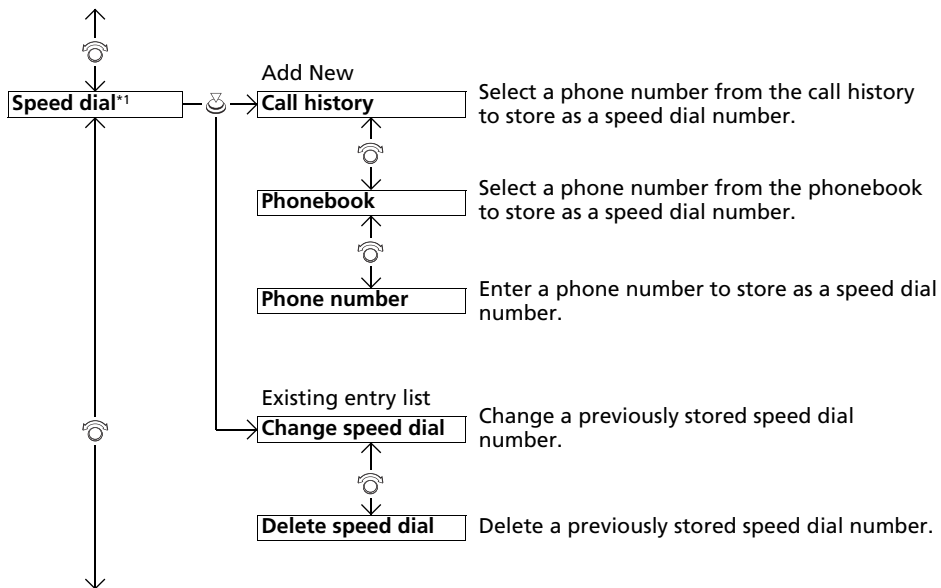 Add New
Speed dial*1
Call history
Select a phone number from the call history
to store as a speed dial number.
Phonebook
Select a phone number from the phonebook
to store as a speed dial number.
Phone number
Enter a phone number to store as a speed dial
number.
Existing entry list
Change speed dial
Change a previously stored speed dial
number.
Delete speed dial
Delete a previously stored speed dial number.